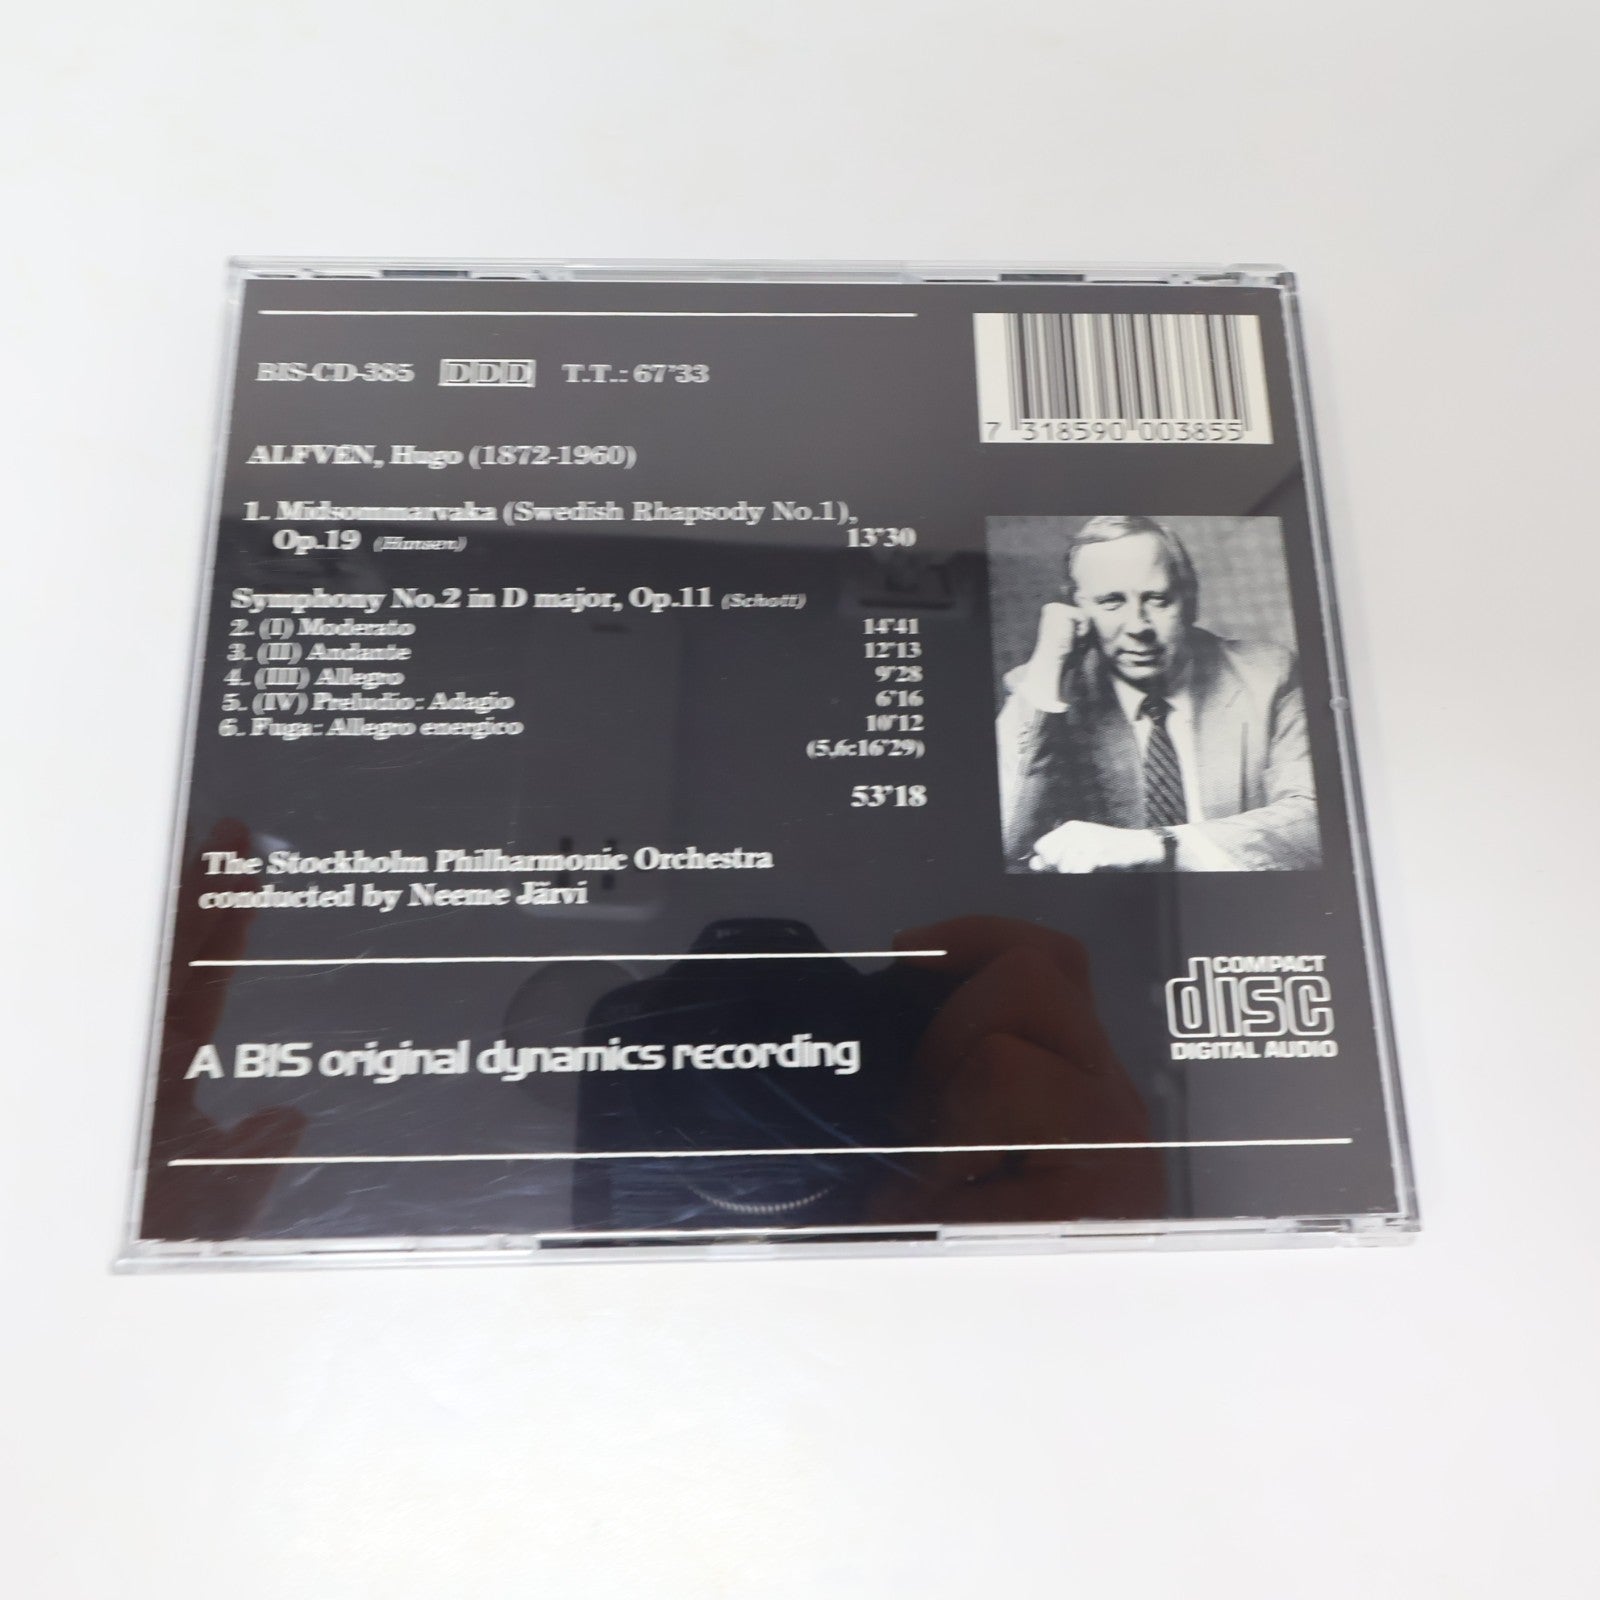 BIS-CD-385 DDD T.T.: 67'33
7 318590 003855
ALFVÉN, Hugo (1872-1960)
1. Midsommarvaka (Swedish Rhapsody No.1),
Op.19 (Hansen) 13'30
Symphony No.2 in D major, Op.11 (Schott)
2. (I) Moderato 14'41
3. (II) Andante 12'13
4. (III) Allegro 9'28
5. (IV) Preludio: Adagio 6'16
6. Fuga: Allegro energico 10'12
(5,6:16'29)
53'18
The Stockholm Philharmonic Orchestra
conducted by Neeme Järvi
A BIS original dynamics recording
COMPACT
disc
DIGITAL AUDIO